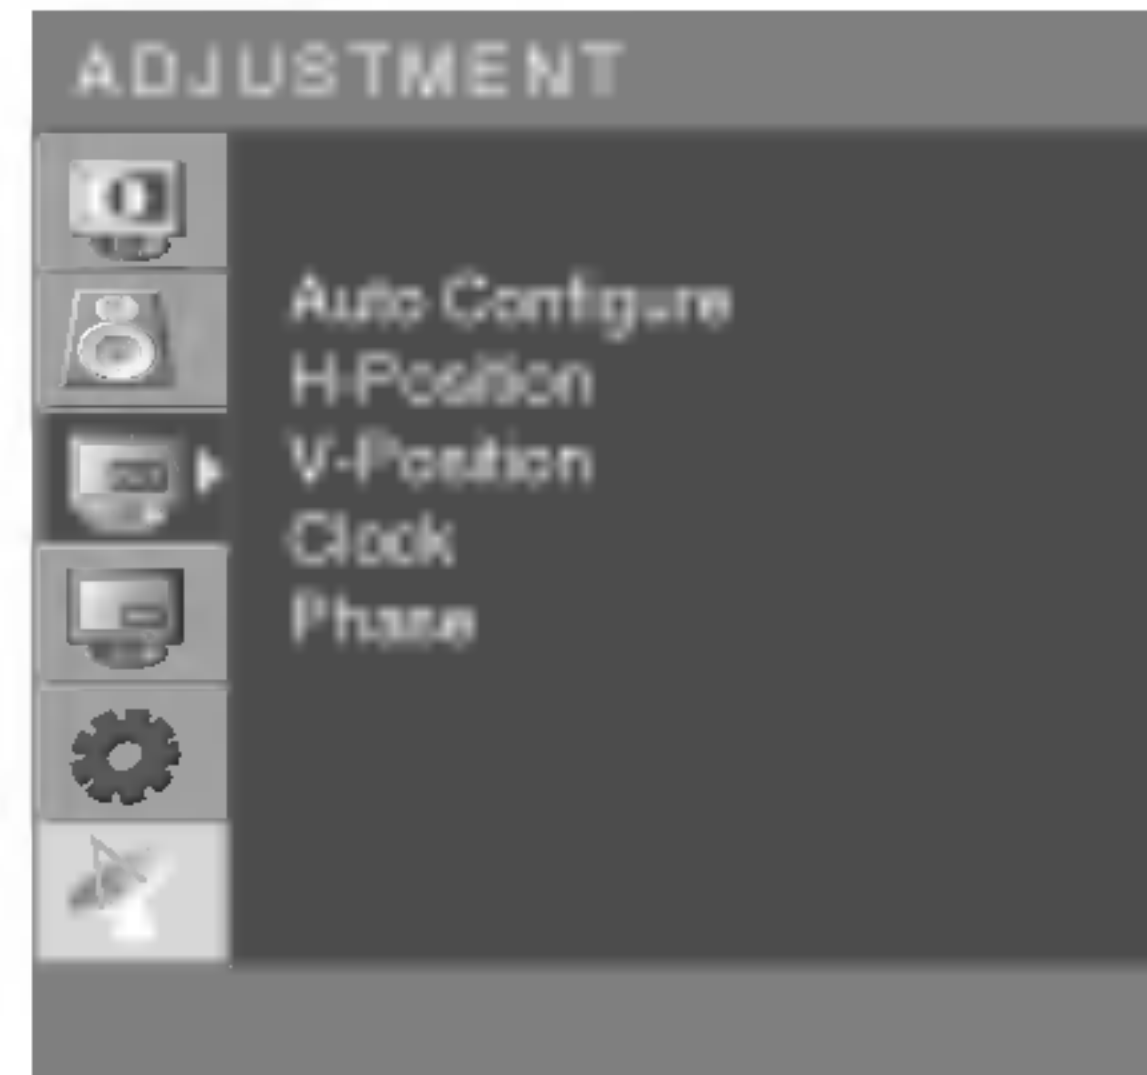 ADJUSTMENT
Auto Configure
H-Position
V-Position
Clock
Phase